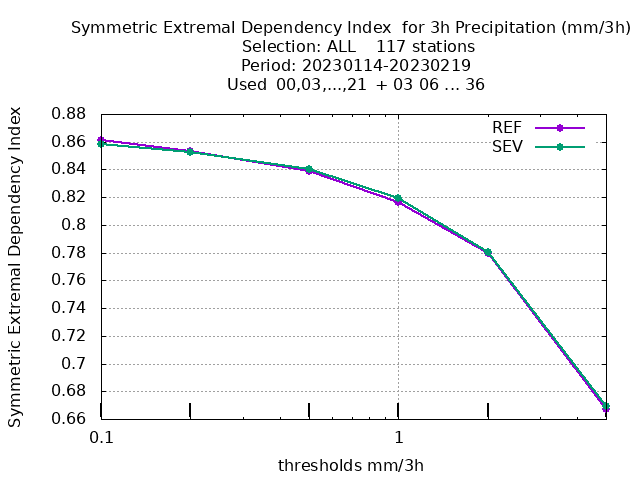 Symmetric Extremal Dependency Index  for 3h Precipitation (mm/3h)
Selection: ALL    117 stations
Period: 20230114-20230219
Used  00,03,...,21  + 03 06 ... 36
Symmetric Extremal Dependency Index
0.88
0.86
0.84
0.82
0.8
0.78
0.76
0.74
0.72
0.7
0.68
0.66
REF
SEV
0.1
1
thresholds mm/3h